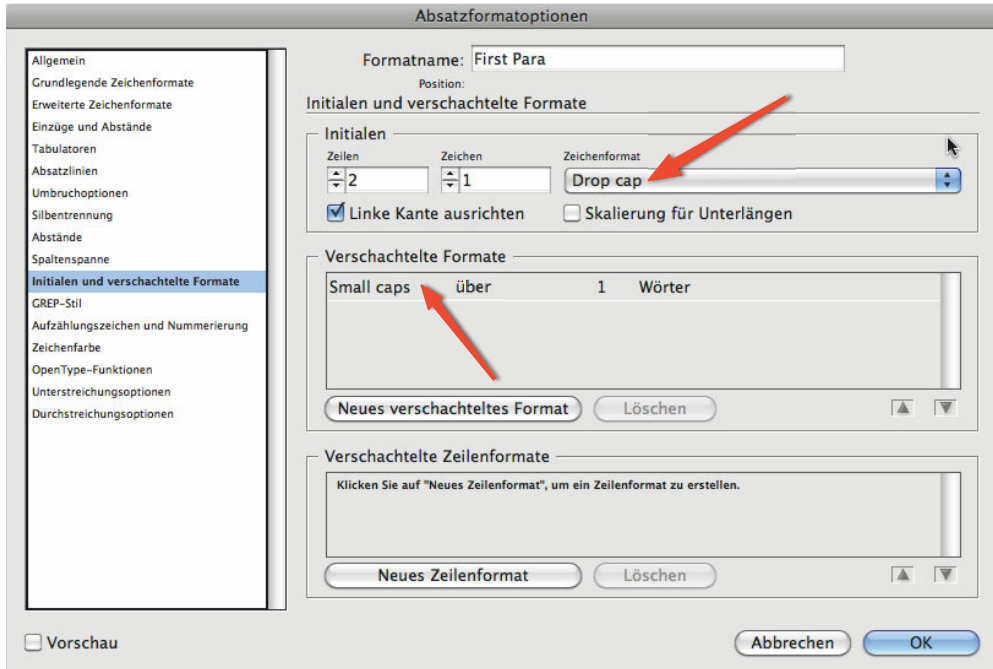 Absatzformatoptionen
Allgemein
Grundlegende Zeichenformate
Erweiterte Zeichenformate
Einzüge und Abstände
Tabulatoren
Absatzlinien
Umbruchoptionen
Silbentrennung
Abstände
Spaltenspanne
Initialen und verschachtelte Formate
GREP-Stil
Aufzählungszeichen und Nummerierung
Zeichenfarbe
OpenType-Funktionen
Unterstreichungsoptionen
Durchstreichungsoptionen
Formatname: First Para
Position:
Initialen und verschachtelte Formate
Initialen
Zeilen Zeichen Zeichenformat
2 1 Drop cap
Linke Kante ausrichten Skalierung für Unterlängen
Verschachtelte Formate
Small caps über 1 Wörter
Neues verschachteltes Format Löschen
Verschachtelte Zeilenformate
Klicken Sie auf "Neues Zeilenformat", um ein Zeilenformat zu erstellen.
Neues Zeilenformat Löschen
Vorschau Abbrechen OK